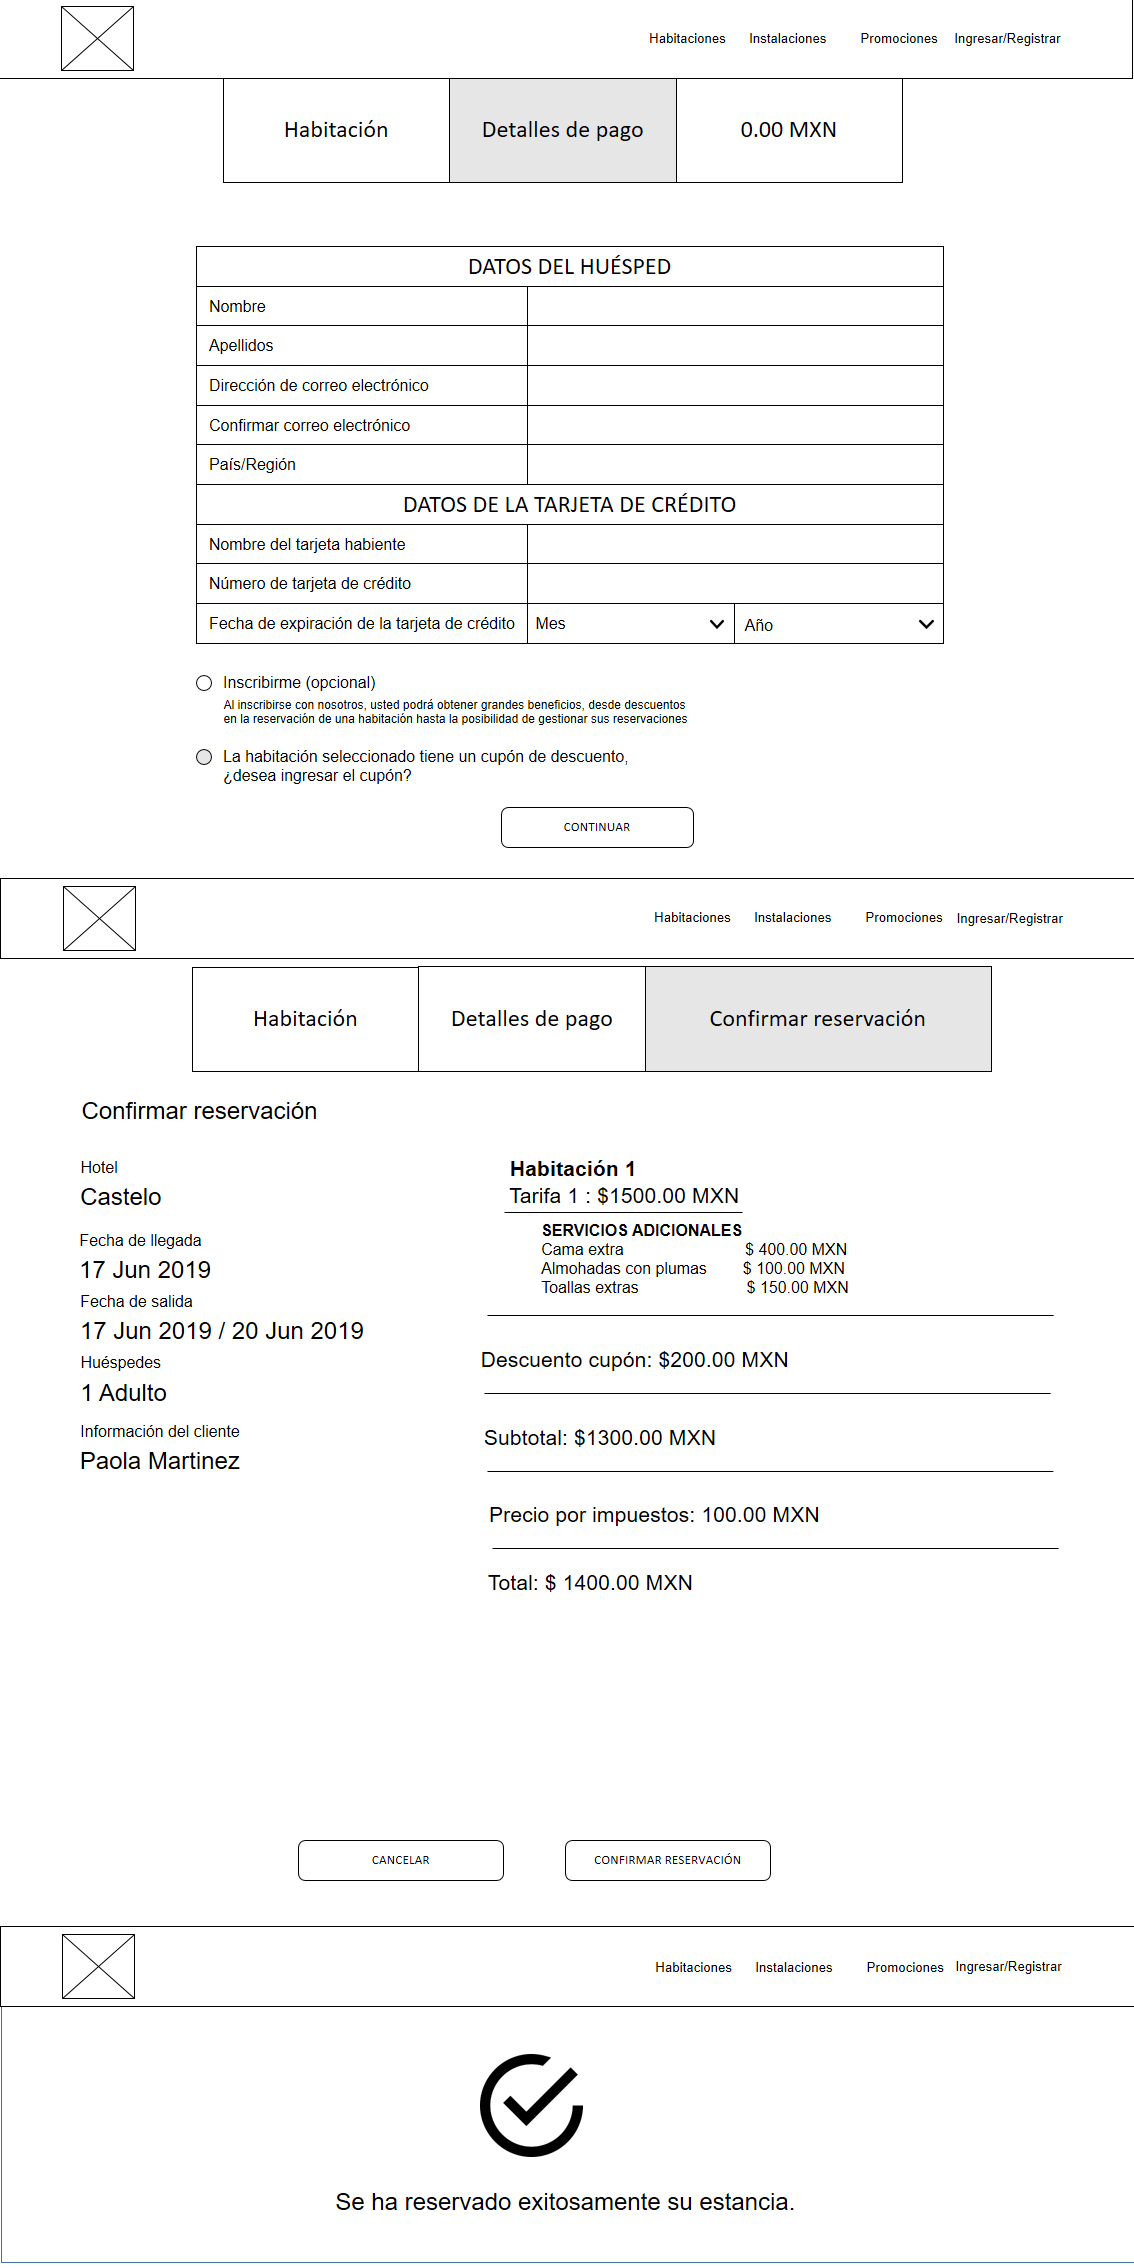 Habitaciones Instalaciones Promociones Ingresar/Registrar
Habitación Detalles de pago 0.00 MXN
DATOS DEL HUÉSPED
Nombre
Apellidos
Dirección de correo electrónico
Confirmar correo electrónico
País/Región
DATOS DE LA TARJETA DE CRÉDITO
Nombre del tarjeta habiente
Número de tarjeta de crédito
Fecha de expiración de la tarjeta de crédito Mes Año
Inscribirme (opcional)
Al inscribirse con nosotros, usted podrá obtener grandes beneficios, desde descuentos
en la reservación de una habitación hasta la posibilidad de gestionar sus reservaciones
La habitación seleccionado tiene un cupón de descuento,
¿desea ingresar el cupón?
CONTINUAR
Habitaciones Instalaciones Promociones Ingresar/Registrar
Habitación Detalles de pago Confirmar reservación
Confirmar reservación
Hotel
Castelo
Fecha de llegada
17 Jun 2019
Fecha de salida
17 Jun 2019 / 20 Jun 2019
Huéspedes
1 Adulto
Información del cliente
Paola Martinez
Habitación 1
Tarifa 1 : $1500.00 MXN
SERVICIOS ADICIONALES
Cama extra $ 400.00 MXN
Almohadas con plumas $ 100.00 MXN
Toallas extras $ 150.00 MXN
Descuento cupón: $200.00 MXN
Subtotal: $1300.00 MXN
Precio por impuestos: 100.00 MXN
Total: $ 1400.00 MXN
CANCELAR CONFIRMAR RESERVACIÓN
Habitaciones Instalaciones Promociones Ingresar/Registrar
Se ha reservado exitosamente su estancia.